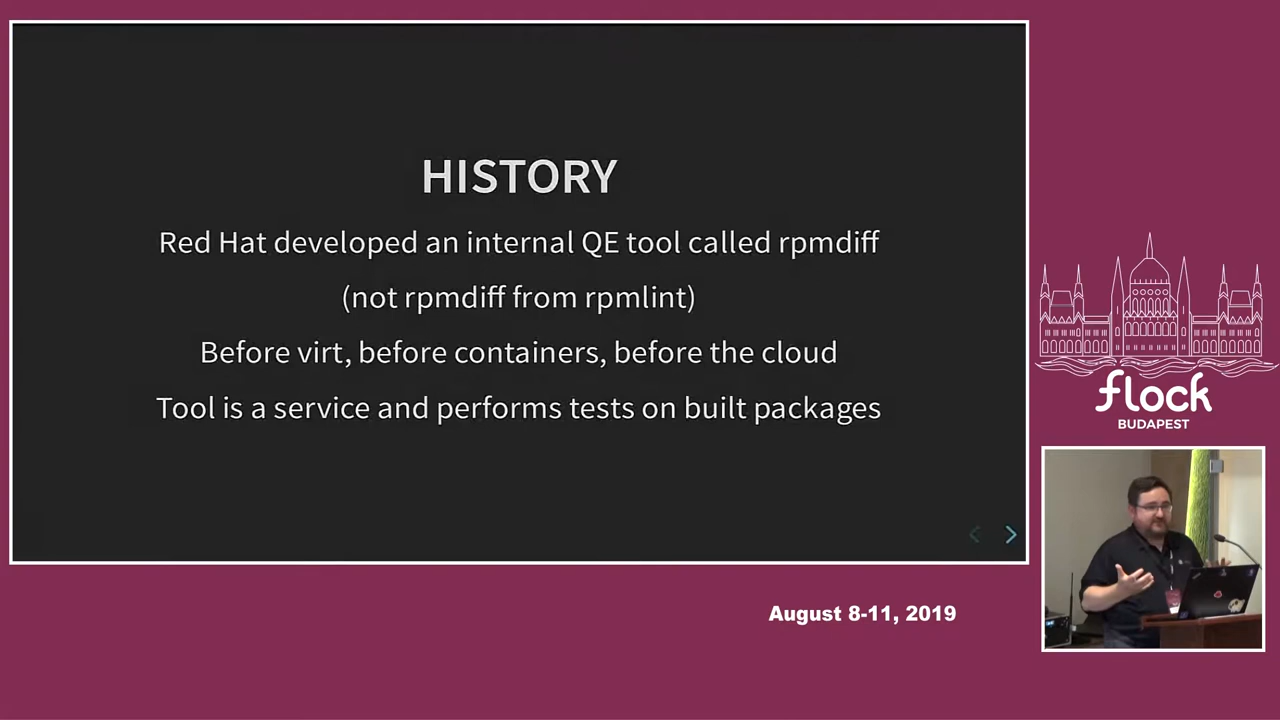 HISTORY
Red Hat developed an internal QE tool called rpmdiff
(not rpmdiff from rpmlint)
Before virt, before containers, before the cloud
Tool is a service and performs tests on built packages
flock
BUDAPEST
August 8-11, 2019